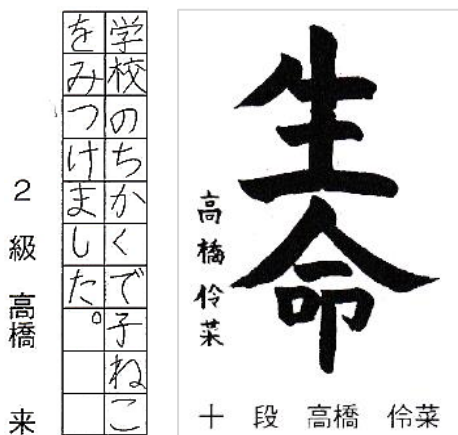 学校のちかくで子ねこ
をみつけました。
2級 高橋 来
生命
高橋伶菜
十段 高橋 伶菜